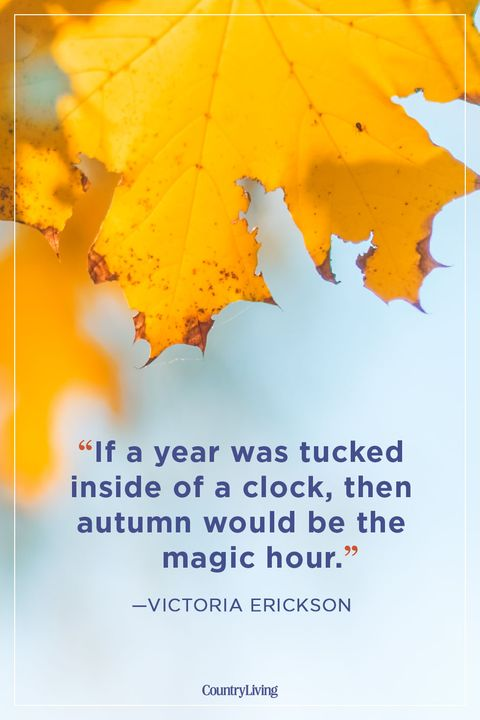 “If a year was tucked
inside of a clock, then
autumn would be the
magic hour.”
—VICTORIA ERICKSON
CountryLiving